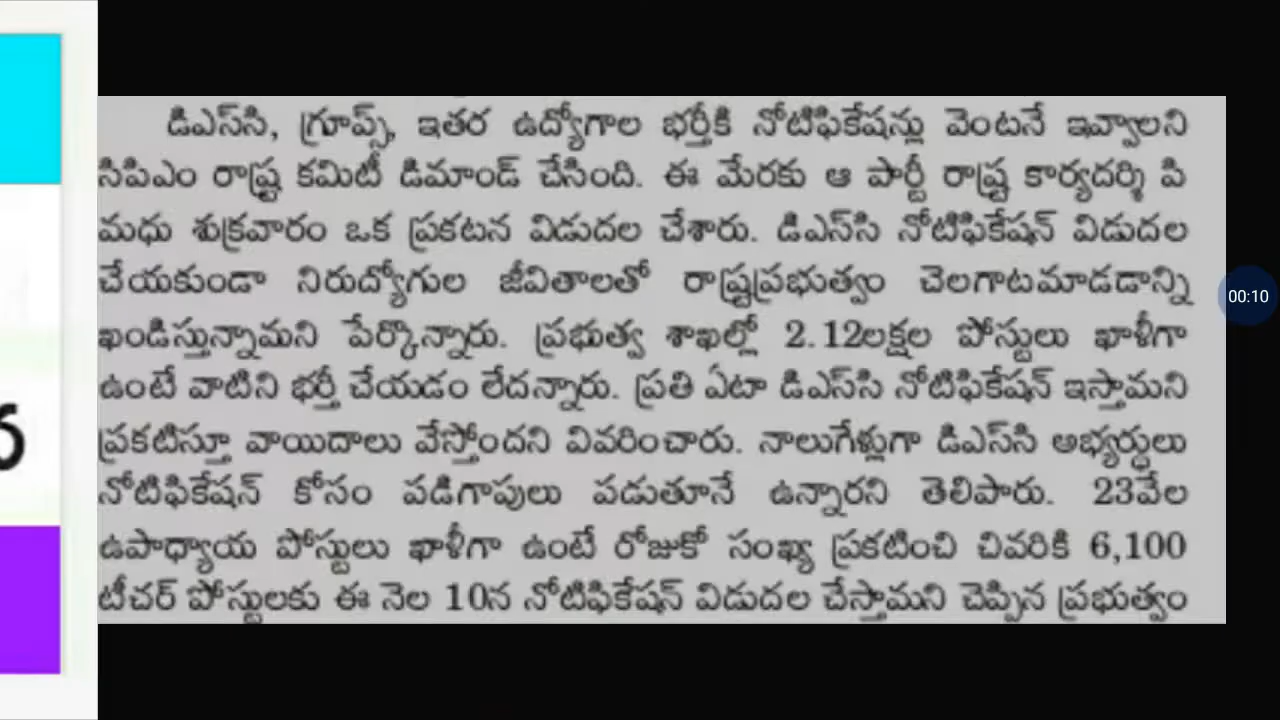 డిఎస్‌సి, గ్రూప్స్, ఇతర ఉద్యోగాల భర్తీకి నోటిఫికేషన్లు వెంటనే ఇవ్వాలని
సిపిఎం రాష్ట్ర కమిటీ డిమాండ్ చేసింది. ఈ మేరకు ఆ పార్టీ రాష్ట్ర కార్యదర్శి పి
మధు శుక్రవారం ఒక ప్రకటన విడుదల చేశారు. డిఎస్‌సి నోటిఫికేషన్ విడుదల
చేయకుండా నిరుద్యోగుల జీవితాలతో రాష్ట్రప్రభుత్వం చెలగాటమాడడాన్ని
ఖండిస్తున్నామని పేర్కొన్నారు. ప్రభుత్వ శాఖల్లో 2.12లక్షల పోస్టులు ఖాళీగా
ఉంటే వాటిని భర్తీ చేయడం లేదన్నారు. ప్రతి ఏటా డిఎస్‌సి నోటిఫికేషన్ ఇస్తామని
ప్రకటిస్తూ వాయిదాలు వేస్తోందని వివరించారు. నాలుగేళ్లుగా డిఎస్‌సి అభ్యర్ధులు
నోటిఫికేషన్ కోసం పడిగాపులు పడుతూనే ఉన్నారని తెలిపారు. 23వేల
ఉపాధ్యాయ పోస్టులు ఖాళీగా ఉంటే రోజుకో సంఖ్య ప్రకటించి చివరికి 6,100
టీచర్ పోస్టులకు ఈ నెల 10న నోటిఫికేషన్ విడుదల చేస్తామని చెప్పిన ప్రభుత్వం
00:10